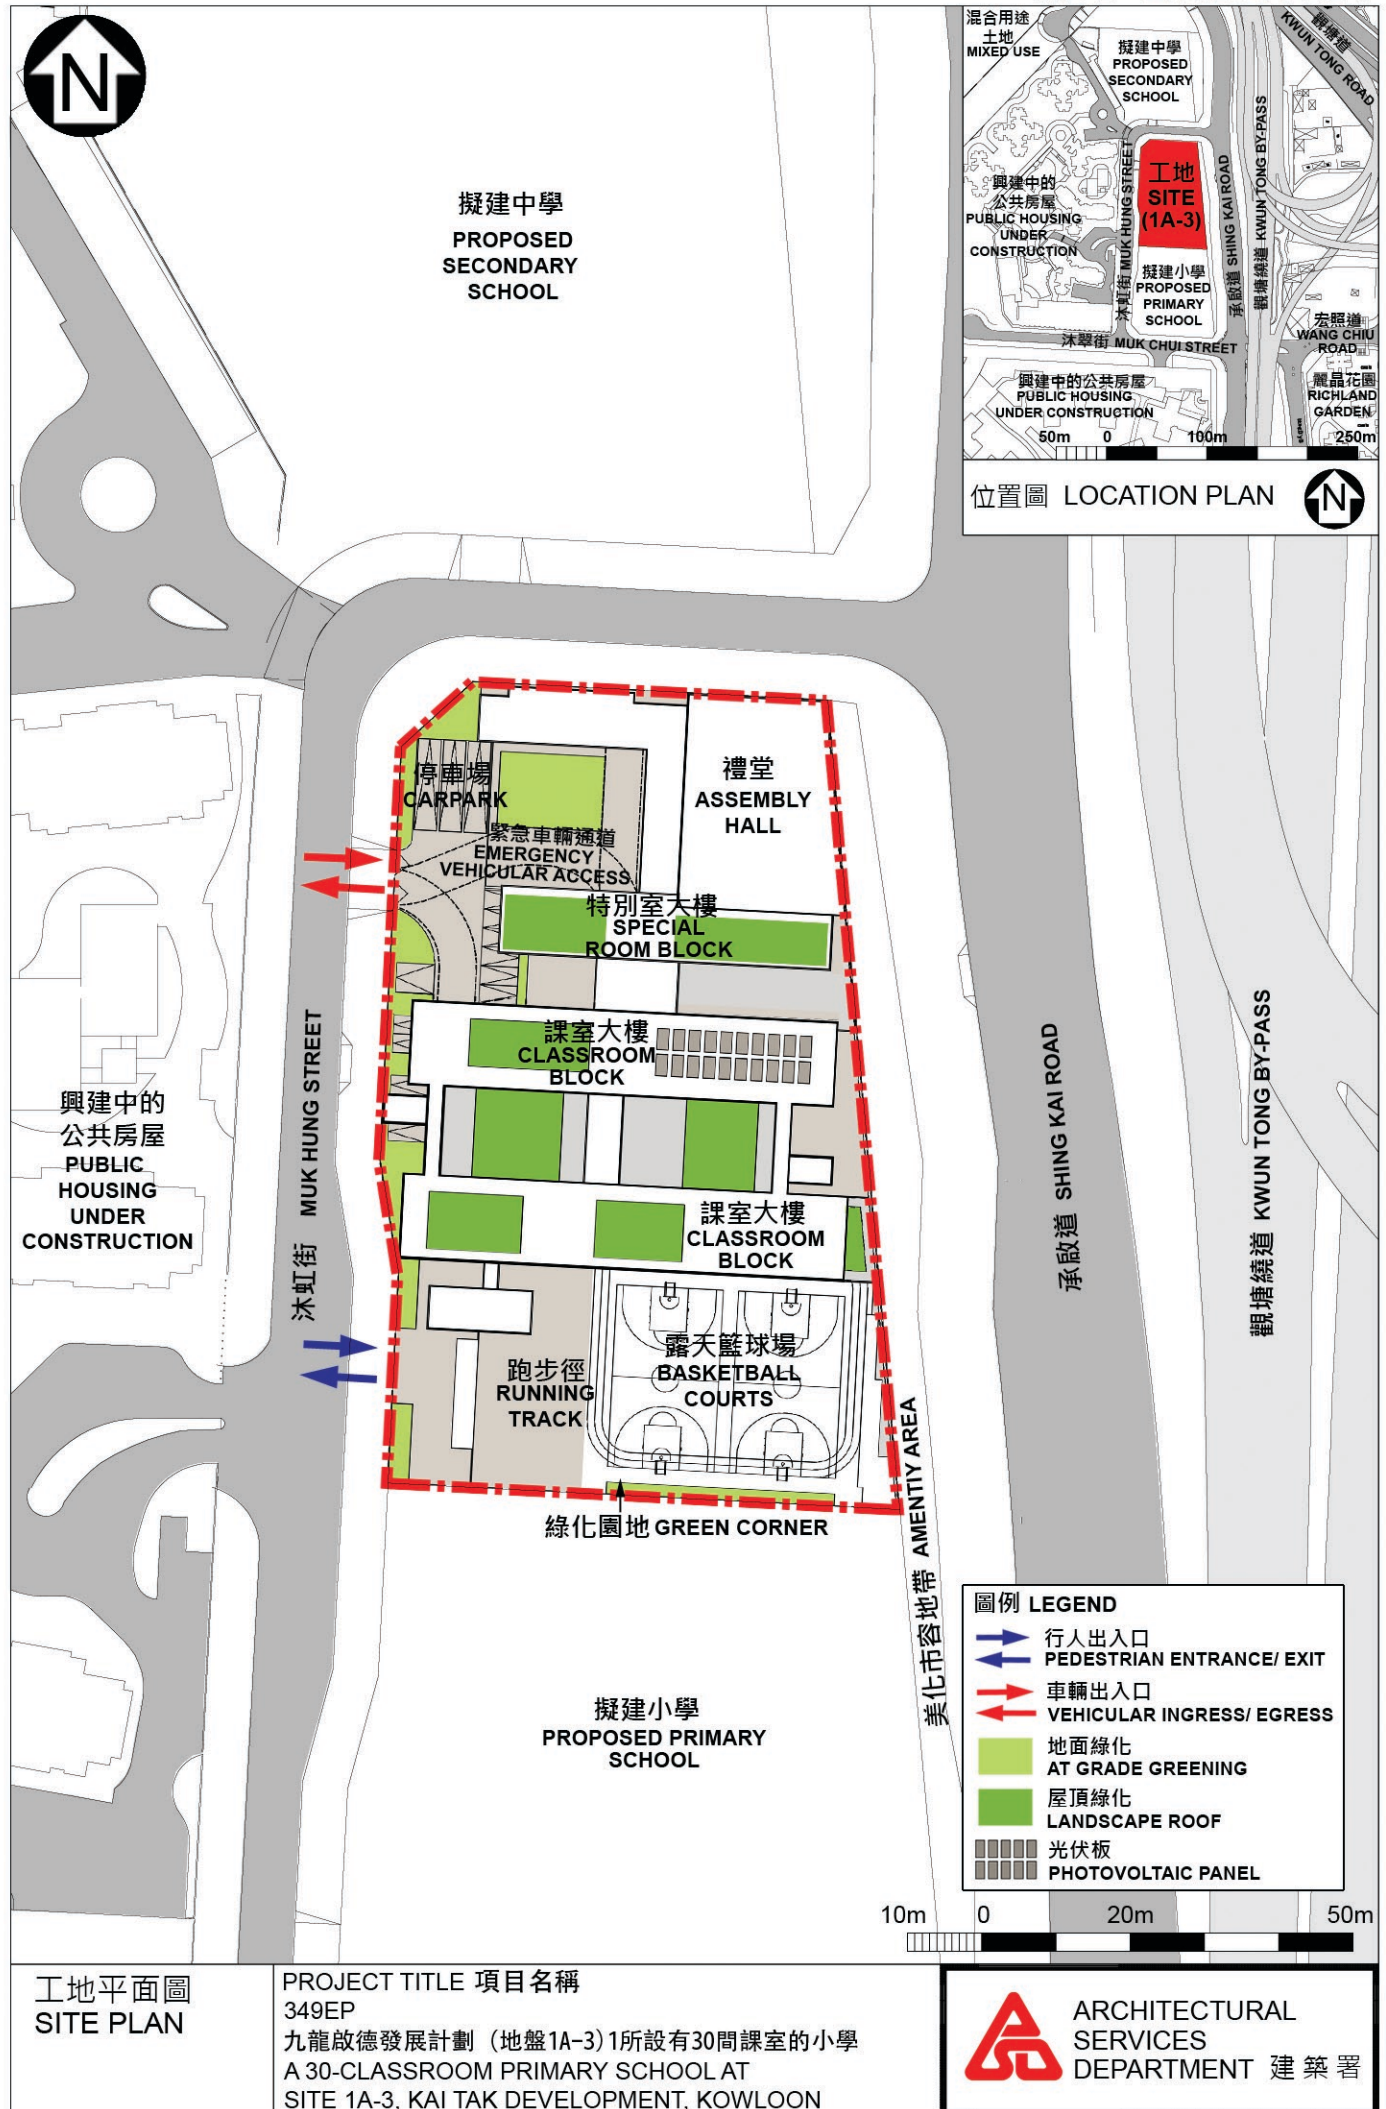 N
擬建中學
PROPOSED
SECONDARY
SCHOOL
混合用途
土地
MIXED USE
擬建中學
PROPOSED
SECONDARY
SCHOOL
觀塘道
KWUN TONG ROAD
工地
SITE
(1A-3)
沐虹街 MUK HUNG STREET
承啟道 SHING KAI ROAD
觀塘繞道 KWUN TONG BY-PASS
興建中的
公共房屋
PUBLIC HOUSING
UNDER
CONSTRUCTION
擬建小學
PROPOSED
PRIMARY
SCHOOL
宏照道
WANG CHIU
ROAD
沐翠街 MUK CHUI STREET
興建中的公共房屋
PUBLIC HOUSING
UNDER CONSTRUCTION
麗晶花園
RICHLAND
GARDEN
50m 0 100m 250m
位置圖 LOCATION PLAN
N
停車場
CARPARK
禮堂
ASSEMBLY
HALL
緊急車輛通道
EMERGENCY
VEHICULAR ACCESS
特別室大樓
SPECIAL
ROOM BLOCK
課室大樓
CLASSROOM
BLOCK
課室大樓
CLASSROOM
BLOCK
跑步徑
RUNNING
TRACK
露天籃球場
BASKETBALL
COURTS
綠化園地 GREEN CORNER
興建中的
公共房屋
PUBLIC
HOUSING
UNDER
CONSTRUCTION
沐虹街 MUK HUNG STREET
承啟道 SHING KAI ROAD
觀塘繞道 KWUN TONG BY-PASS
美化市容地帶 AMENTIY AREA
擬建小學
PROPOSED PRIMARY
SCHOOL
圖例 LEGEND
行人出入口
PEDESTRIAN ENTRANCE/ EXIT
車輛出入口
VEHICULAR INGRESS/ EGRESS
地面綠化
AT GRADE GREENING
屋頂綠化
LANDSCAPE ROOF
光伏板
PHOTOVOLTAIC PANEL
10m 0 20m 50m
工地平面圖
SITE PLAN
PROJECT TITLE 項目名稱
349EP
九龍啟德發展計劃（地盤1A-3）1所設有30間課室的小學
A 30-CLASSROOM PRIMARY SCHOOL AT
SITE 1A-3, KAI TAK DEVELOPMENT, KOWLOON
ARCHITECTURAL
SERVICES
DEPARTMENT 建築署